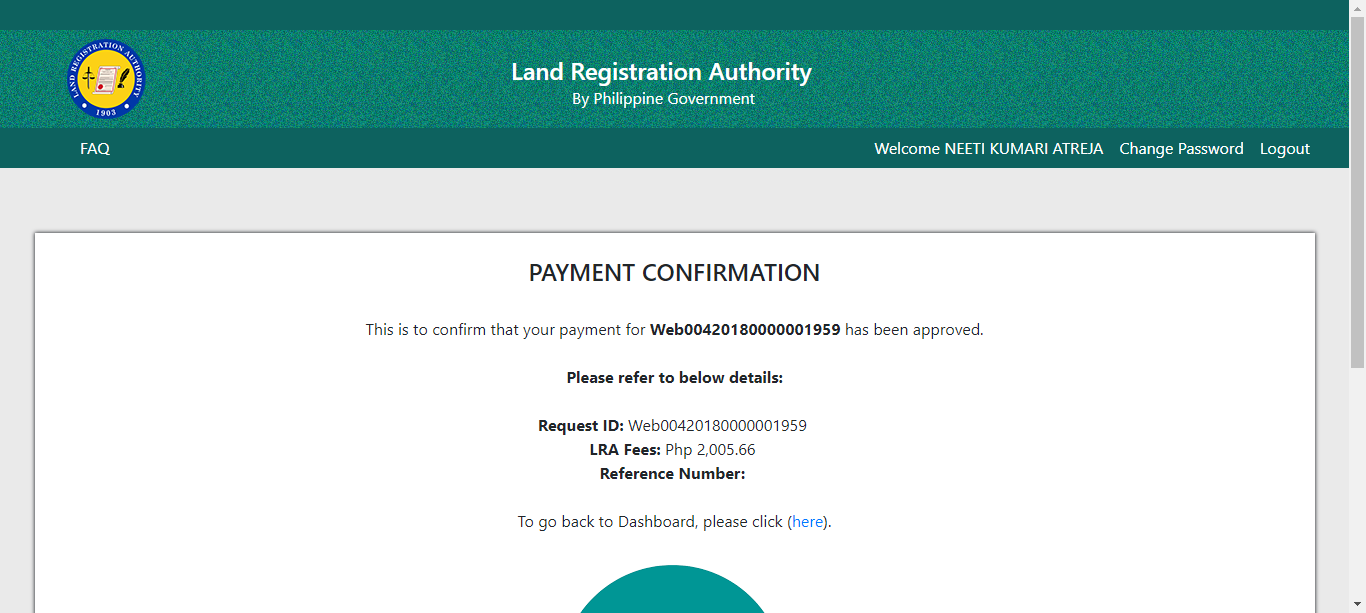 LAND REGISTRATION AUTHORITY
1903
Land Registration Authority
By Philippine Government
FAQ
Welcome NEETI KUMARI ATREJA Change Password Logout
PAYMENT CONFIRMATION
This is to confirm that your payment for Web00420180000001959 has been approved.
Please refer to below details:
Request ID: Web00420180000001959
LRA Fees: Php 2,005.66
Reference Number:
To go back to Dashboard, please click (here).